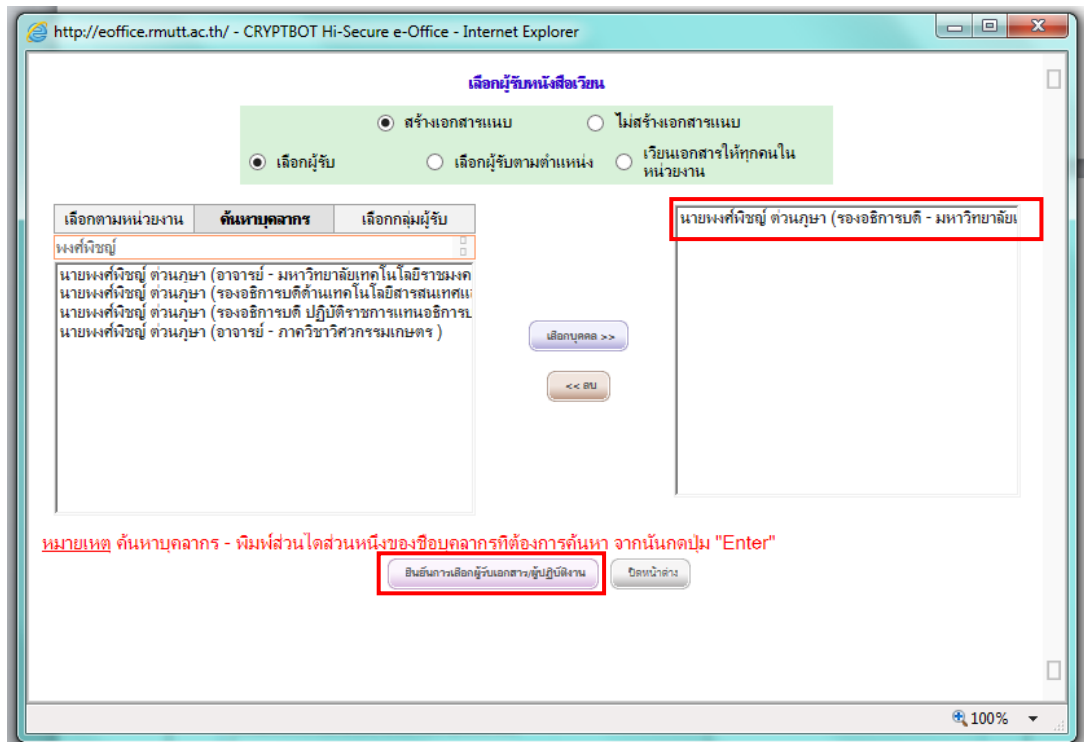 http://eoffice.rmutt.ac.th/ - CRYPTBOT Hi-Secure e-Office - Internet Explorer
เลือกผู้รับหนังสือเวียน
สร้างเอกสารแนบ ไม่สร้างเอกสารแนบ
เลือกผู้รับ เลือกผู้รับตามตำแหน่ง เวียนเอกสารให้ทุกคนใน
หน่วยงาน
เลือกตามหน่วยงาน ค้นหาบุคลากร เลือกกลุ่มผู้รับ
พงศ์พิชญ์
นายพงศ์พิชญ์ ต่วนภูษา (อาจารย์ - มหาวิทยาลัยเทคโนโลยีราชมงค
นายพงศ์พิชญ์ ต่วนภูษา (รองอธิการบดีด้านเทคโนโลยีสารสนเทศแ
นายพงศ์พิชญ์ ต่วนภูษา (รองอธิการบดี ปฏิบัติราชการแทนอธิการบ
นายพงศ์พิชญ์ ต่วนภูษา (อาจารย์ - ภาควิชาวิศวกรรมเกษตร )
นายพงศ์พิชญ์ ต่วนภูษา (รองอธิการบดี - มหาวิทยาลัยเ
เลือกบุคคล >>
<< ลบ
หมายเหตุ ค้นหาบุคลากร - พิมพ์ส่วนใดส่วนหนึ่งของชื่อบุคลากรที่ต้องการค้นหา จากนั้นกดปุ่ม "Enter"
ยืนยันการเลือกผู้รับเอกสาร/ผู้ปฏิบัติงาน ปิดหน้าต่าง
100%